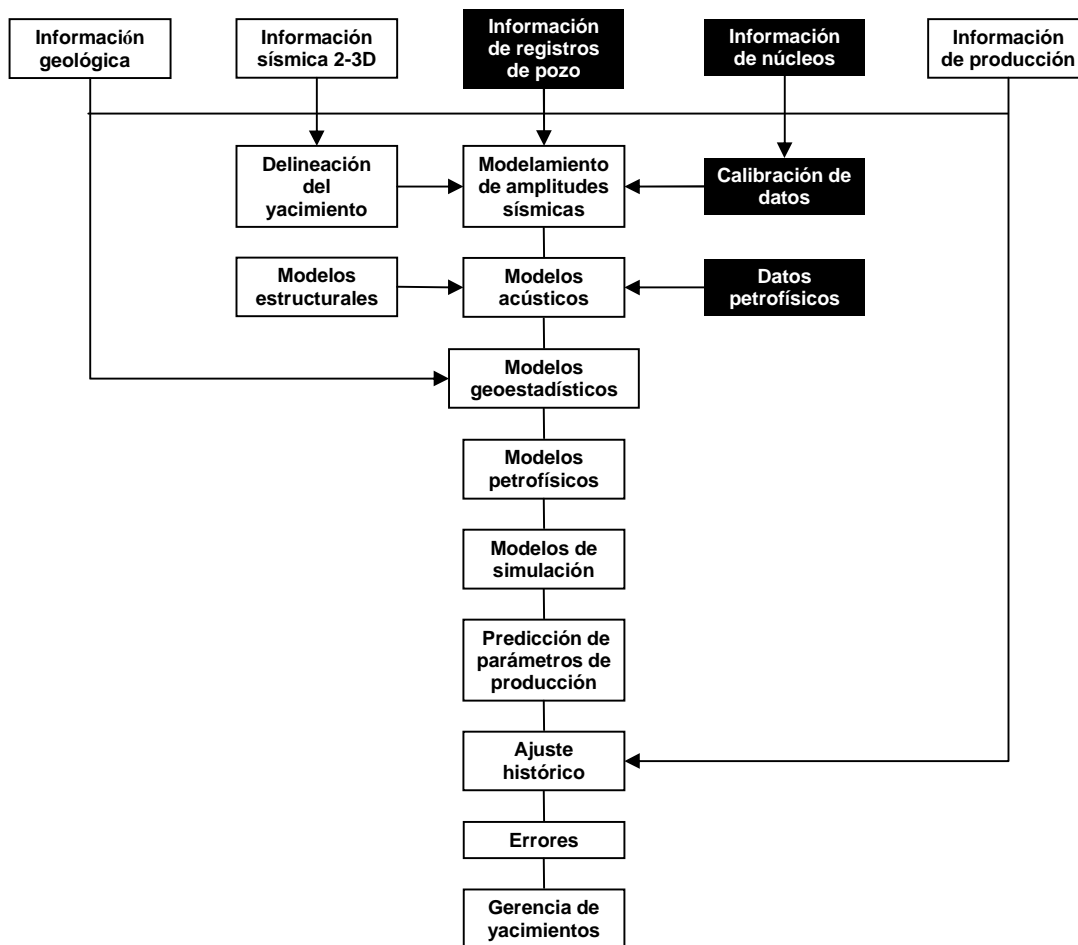 Información
geológica
Información
sísmica 2-3D
Información
de registros
de pozo
Información
de núcleos
Información
de producción
Delineación
del
yacimiento
Modelamiento
de amplitudes
sísmicas
Calibración de
datos
Modelos
estructurales
Modelos
acústicos
Datos
petrofísicos
Modelos
geoestadísticos
Modelos
petrofísicos
Modelos de
simulación
Predicción de
parámetros de
producción
Ajuste
histórico
Errores
Gerencia de
yacimientos